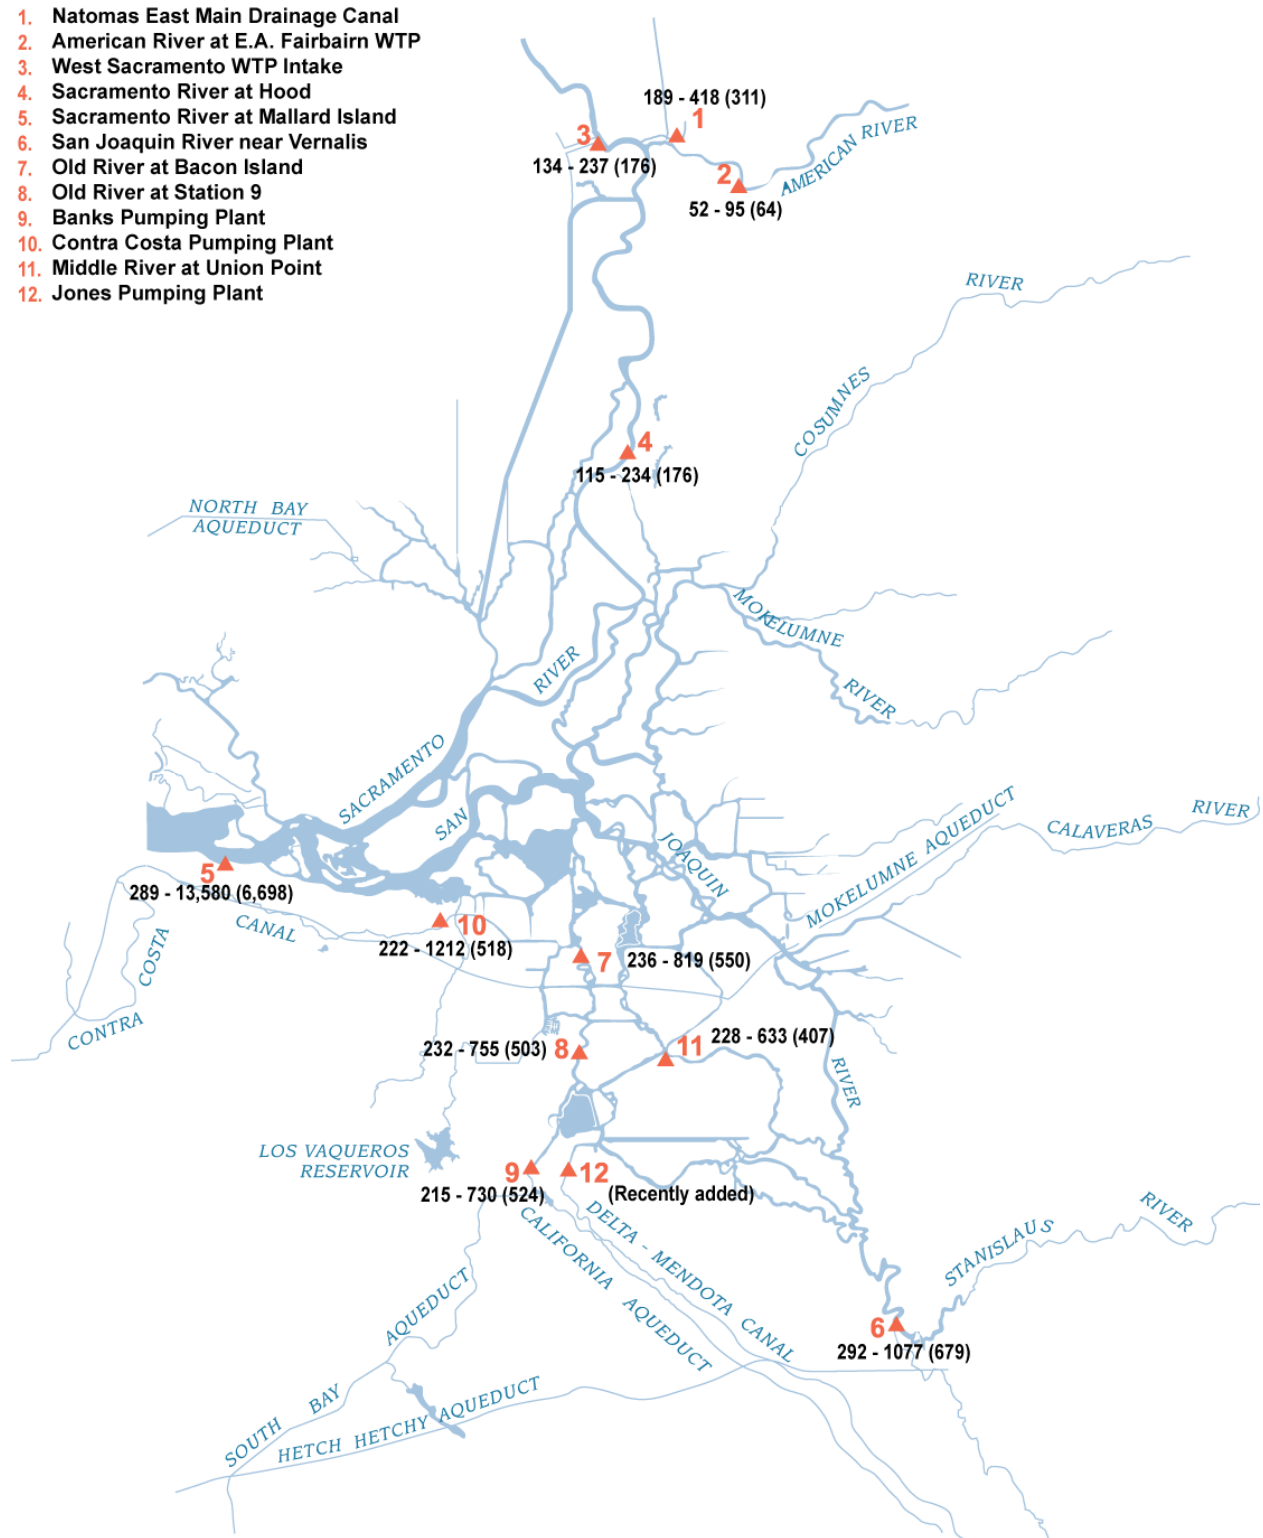 1. Natomas East Main Drainage Canal
2. American River at E.A. Fairbairn WTP
3. West Sacramento WTP Intake
4. Sacramento River at Hood
5. Sacramento River at Mallard Island
6. San Joaquin River near Vernalis
7. Old River at Bacon Island
8. Old River at Station 9
9. Banks Pumping Plant
10. Contra Costa Pumping Plant
11. Middle River at Union Point
12. Jones Pumping Plant
189 - 418 (311)
1
3
134 - 237 (176)
2
52 - 95 (64)
AMERICAN RIVER
RIVER
COSUMNES
4
115 - 234 (176)
NORTH BAY
AQUEDUCT
MOKELUMNE
RIVER
RIVER
SACRAMENTO
SAN
JOAQUIN
MOKELUMNE AQUEDUCT
CALAVERAS
RIVER
5
289 - 13,580 (6,698)
CANAL
COSTA
CONTRA
10
222 - 1212 (518)
7
236 - 819 (550)
232 - 755 (503)
8
11
228 - 633 (407)
RIVER
LOS VAQUEROS
RESERVOIR
9
215 - 730 (524)
12
(Recently added)
DELTA - MENDOTA CANAL
CALIFORNIA AQUEDUCT
STANISLAUS
RIVER
6
292 - 1077 (679)
AQUEDUCT
BAY
SOUTH
HETCH HETCHY AQUEDUCT